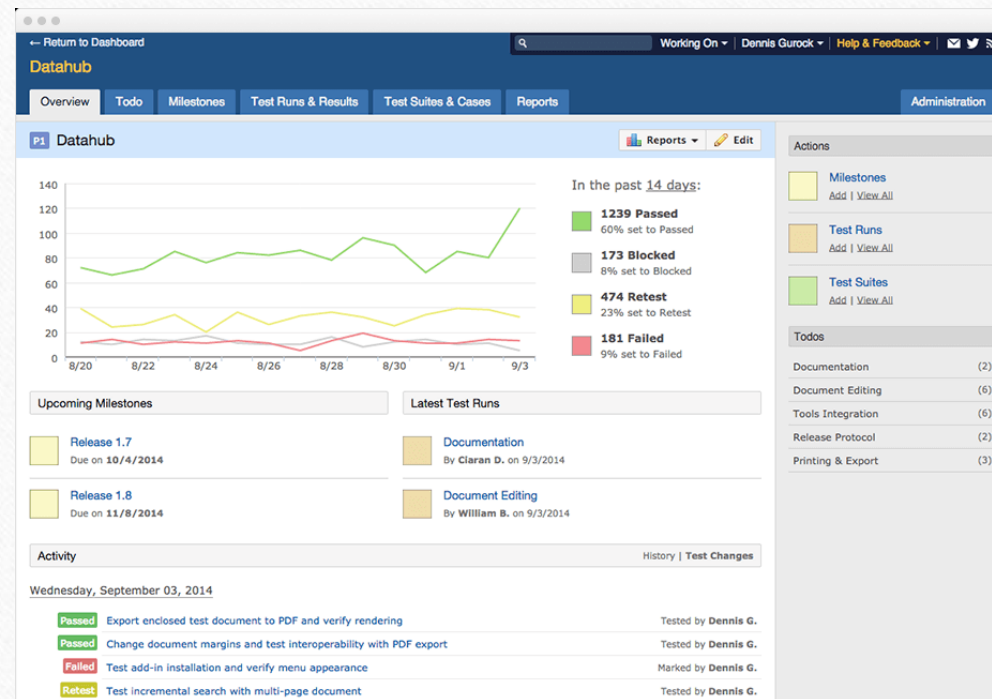 ← Return to Dashboard
Working On | Dennis Gurock | Help & Feedback
Datahub
Overview Todo Milestones Test Runs & Results Test Suites & Cases Reports Administration
P1 Datahub
Reports Edit
140
120
100
80
60
40
20
0
8/20 8/22 8/24 8/26 8/28 8/30 9/1 9/3
In the past 14 days:
1239 Passed
60% set to Passed
173 Blocked
8% set to Blocked
474 Retest
23% set to Retest
181 Failed
9% set to Failed
Upcoming Milestones
Release 1.7
Due on 10/4/2014
Release 1.8
Due on 11/8/2014
Latest Test Runs
Documentation
By Ciaran D. on 9/3/2014
Document Editing
By William B. on 9/3/2014
Activity
History | Test Changes
Wednesday, September 03, 2014
Passed Export enclosed test document to PDF and verify rendering Tested by Dennis G.
Passed Change document margins and test interoperability with PDF export Tested by Dennis G.
Failed Test add-in installation and verify menu appearance Marked by Dennis G.
Retest Test incremental search with multi-page document Tested by Dennis G.
Actions
Milestones
Add | View All
Test Runs
Add | View All
Test Suites
Add | View All
Todos
Documentation (2)
Document Editing (6)
Tools Integration (6)
Release Protocol (2)
Printing & Export (3)